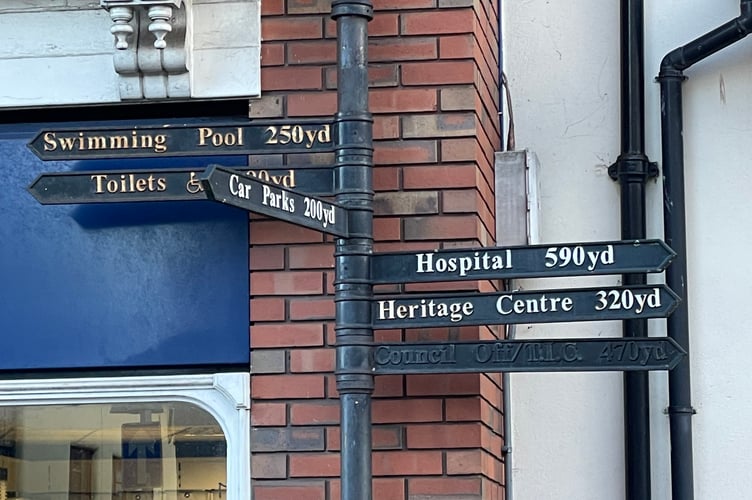 Swimming Pool 250yd
Toilets ♿
Car Parks 200yd
Hospital 590yd
Heritage Centre 320yd
Council Off/T.I.C. 470yd